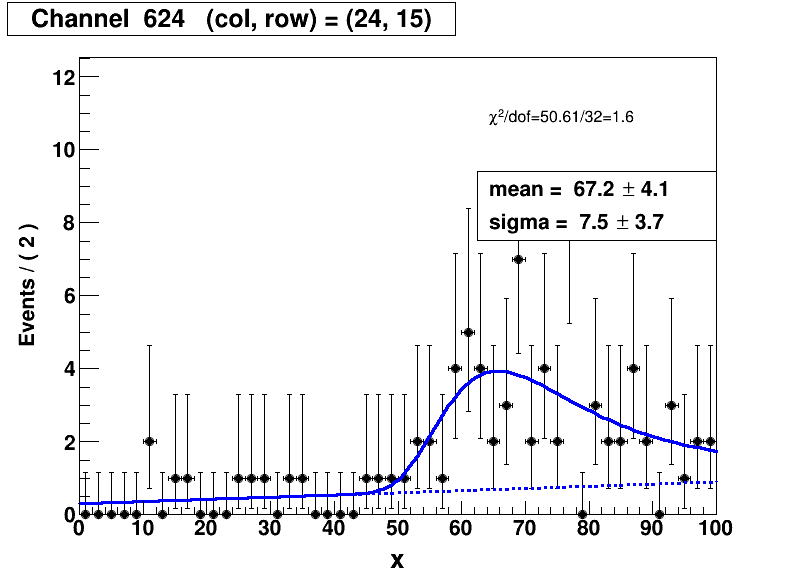 Channel  624   (col, row) = (24, 15)
χ²/dof=50.61/32=1.6
mean =  67.2 ± 4.1
sigma =  7.5 ± 3.7
Events / ( 2 )
12
10
8
6
4
2
0
0 10 20 30 40 50 60 70 80 90 100
x